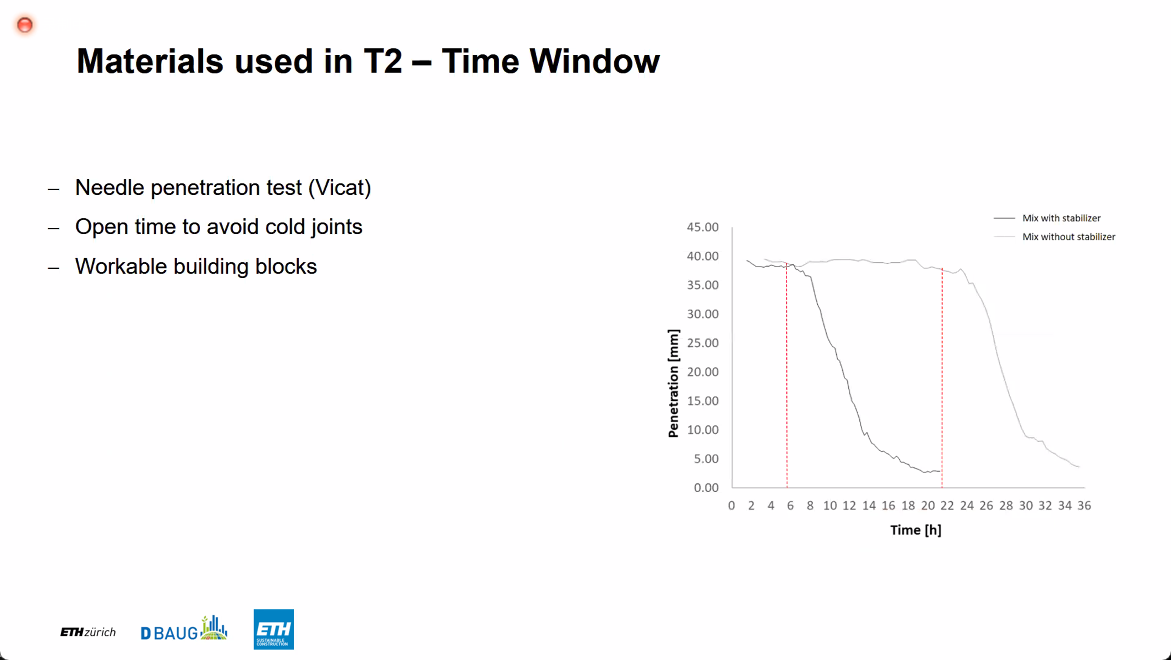 Materials used in T2 – Time Window
– Needle penetration test (Vicat)
– Open time to avoid cold joints
– Workable building blocks
Mix with stabilizer
Mix without stabilizer
45.00
40.00
35.00
30.00
25.00
20.00
15.00
10.00
5.00
0.00
Penetration [mm]
0 2 4 6 8 10 12 14 16 18 20 22 24 26 28 30 32 34 36
Time [h]
ETH zürich
D BAUG
ETH
SUSTAINABLE
CONSTRUCTION